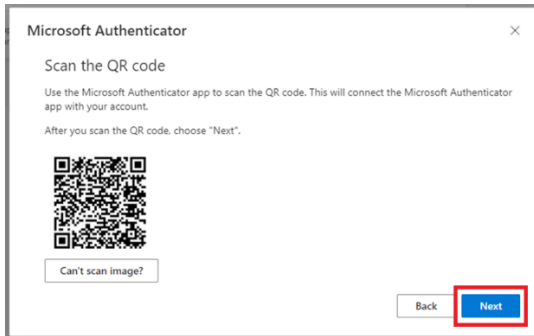 Microsoft Authenticator
Scan the QR code
Use the Microsoft Authenticator app to scan the QR code. This will connect the Microsoft Authenticator
app with your account.
After you scan the QR code, choose "Next".
Can't scan image?
Back
Next